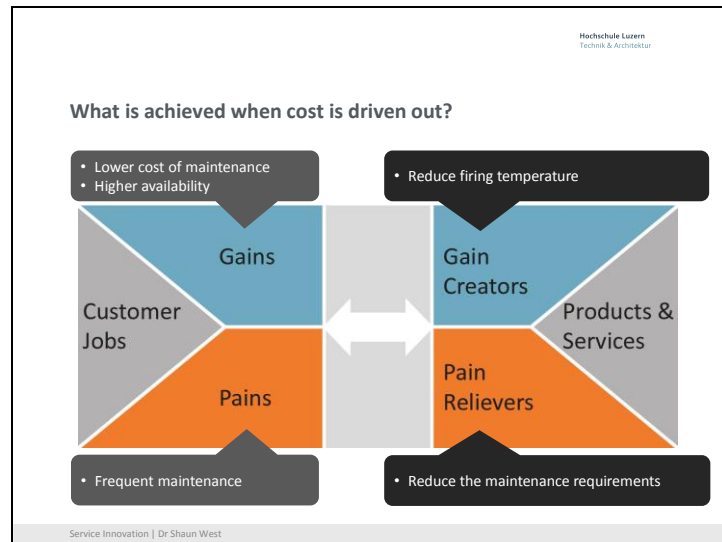 Hochschule Luzern
Technik & Architektur
What is achieved when cost is driven out?
• Lower cost of maintenance
• Higher availability
• Reduce firing temperature
Gains
Gain
Creators
Customer
Jobs
Products &
Services
Pains
Pain
Relievers
• Frequent maintenance
• Reduce the maintenance requirements
Service Innovation | Dr Shaun West